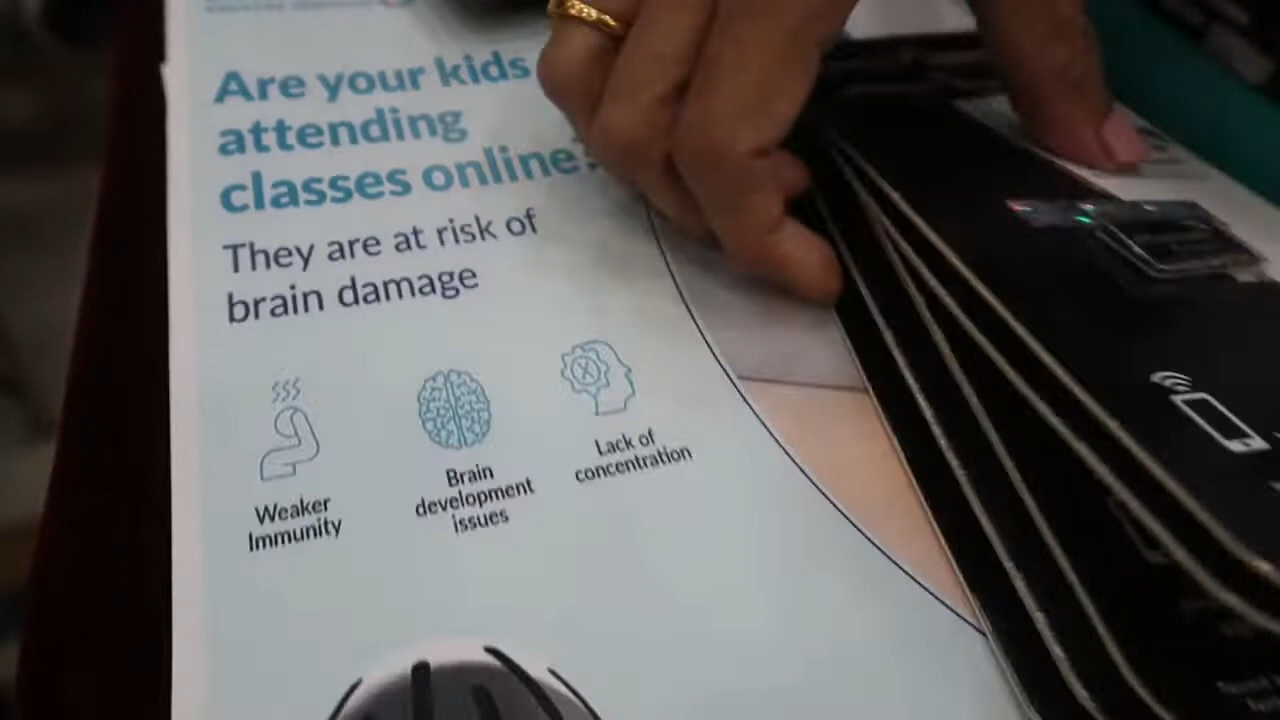 Are your kids
attending
classes online?
They are at risk of
brain damage
Weaker
Immunity
Brain
development
issues
Lack of
concentration